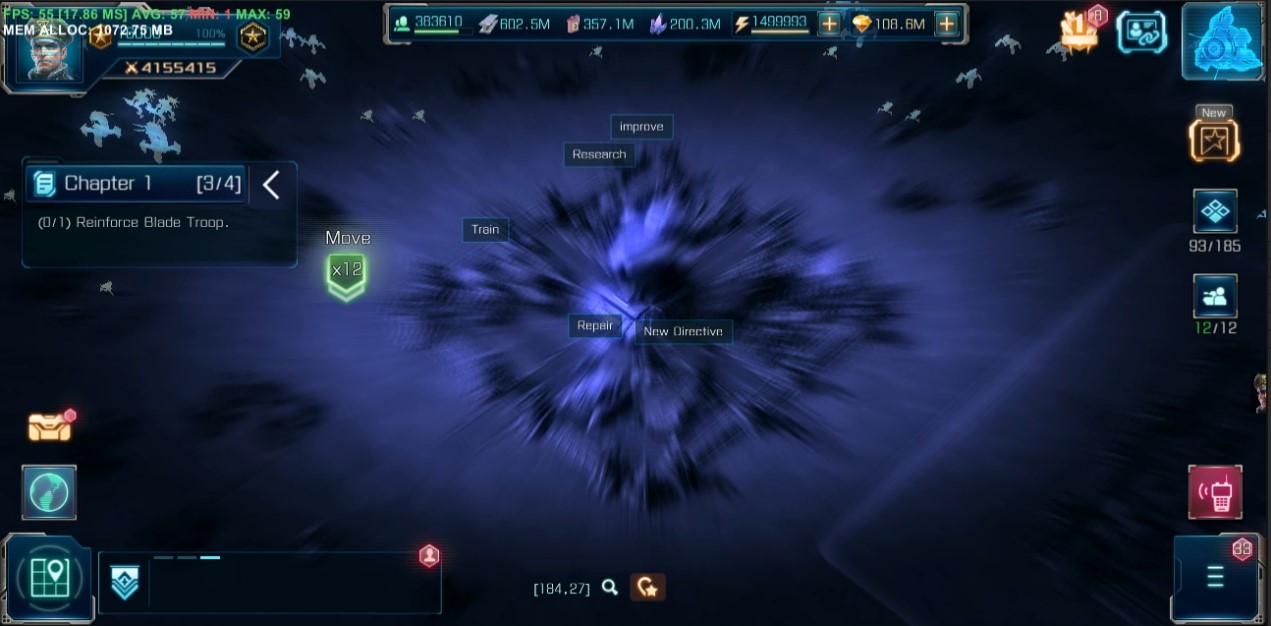 FPS: 55 [17.86 MS] AVG: 57 MIN: 1 MAX: 59
MEM ALLOC: 1072.75 MB
100%
4155415
383610
602.5M
357.1M
200.3M
1499993
108.6M
New
improve
Research
Chapter 1 [3/4]
(0/1) Reinforce Blade Troop.
Train
Move
x12
93/185
Repair
New Directive
12/12
[184,27]
33